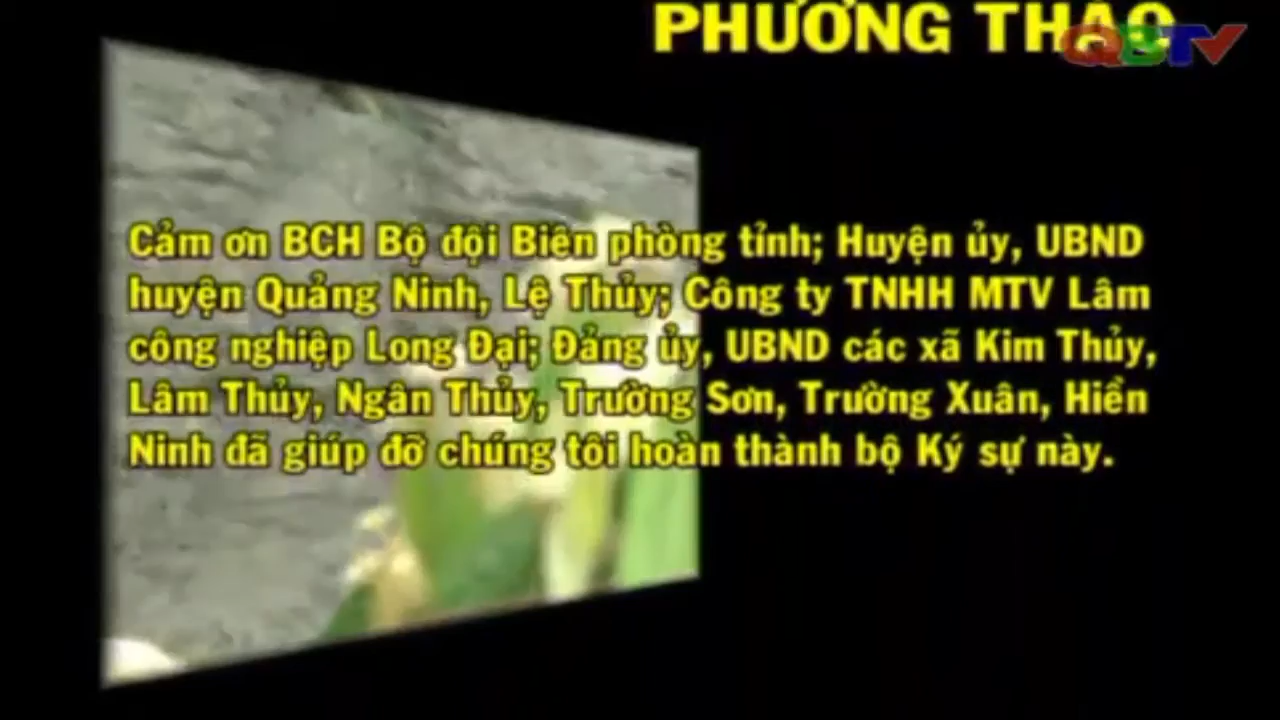 PHƯƠNG THẢO
QBTV
Cảm ơn BCH Bộ đội Biên phòng tỉnh; Huyện ủy, UBND
huyện Quảng Ninh, Lệ Thủy; Công ty TNHH MTV Lâm
công nghiệp Long Đại; Đảng ủy, UBND các xã Kim Thủy,
Lâm Thủy, Ngân Thủy, Trường Sơn, Trường Xuân, Hiền
Ninh đã giúp đỡ chúng tôi hoàn thành bộ Ký sự này.